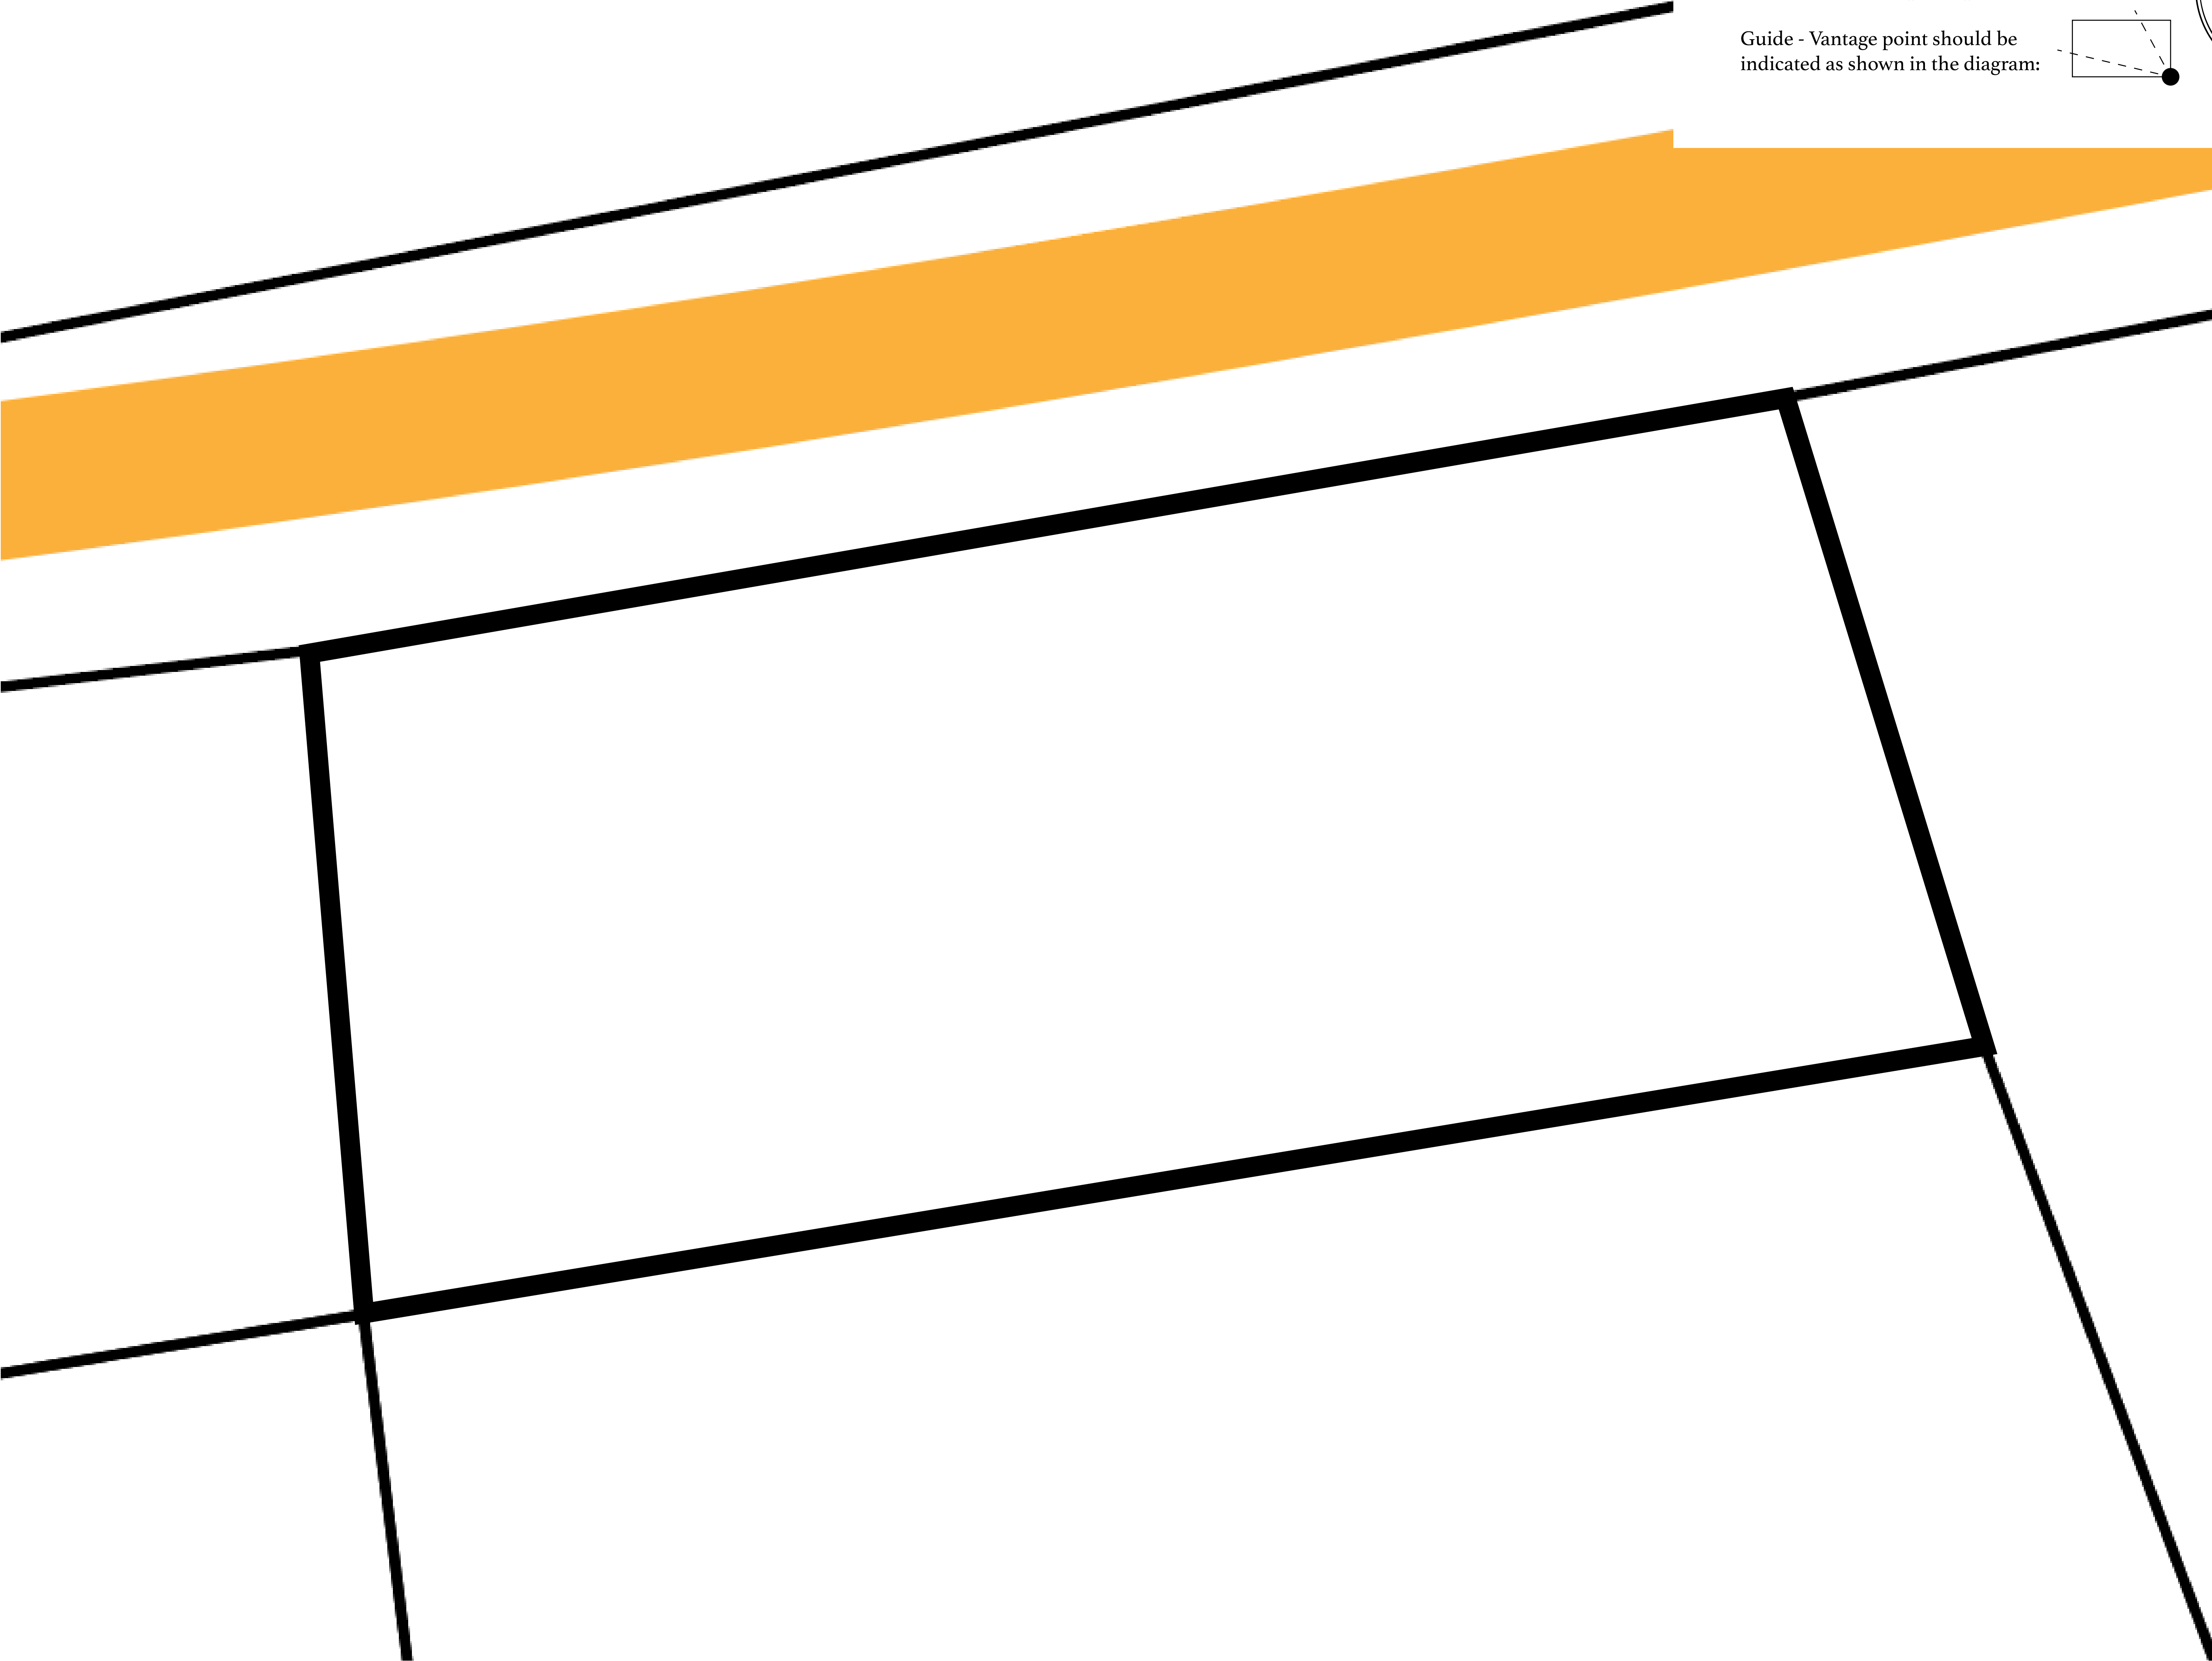 Guide - Vantage point should be
indicated as shown in the diagram: